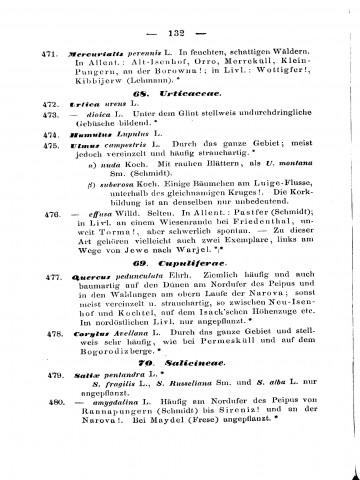 — 132 —
471. Mercurialis perennis L. In feuchten, schattigen Wäldern.
In Allent.: Alt-Isenhof, Orro, Merreküll, Klein-
Pungern, an der Borowna!; in Livl.: Wottigfer!,
Kibbijerw (Lehmann). *
68. Urticaceae.
472. Urtica urens L.
473. — dioica L. Unter dem Glint stellweis undurchdringliche
Gebüsche bildend. *
474. Humulus Lupulus L.
475. Ulmus campestris L. Durch das ganze Gebiet; meist
jedoch vereinzelt und häufig strauchartig. *
α) nuda Koch. Mit rauhen Blättern, als U. montana
Sm. (Schmidt).
β) suberosa Koch. Einige Bäumchen am Luige-Flusse,
unterhalb des gleichnamigen Kruges!. Die Kork-
bildung ist an denselben nur unbedeutend.
476. — effusa Willd. Selten. In Allent.: Pastfer (Schmidt);
in Livl. an einem Wiesenrande bei Friedenthal, un-
weit Torma!, aber schwerlich spontan. — Zu dieser
Art gehören vielleicht auch zwei Exemplare, links am
Wege von Jewe nach Warjel. *,*
69. Cupuliferae.
477. Quercus pedunculata Ehrh. Ziemlich häufig und auch
baumartig auf den Dünen am Nordufer des Peipus und
in den Waldungen am obern Laufe der Narova; sonst
meist vereinzelt u. strauchartig, so zwischen Neu-Isen-
hof und Kochtel, auf dem Isack'schen Höhenzuge etc.
Im nördlichen Livl. nur angepflanzt. *
478. Corylus Avellana L. Durch das ganze Gebiet und stell-
weis sehr häufig, wie bei Permesküll und auf dem
Bogorodizberge. *
70. Salicineae.
479. Salix pentandra L. *
S. fragilis L., S. Russeliana Sm. und S. alba L. nur
angepflanzt.
480. — amygdalina L. Häufig am Nordufer des Peipus von
Rannapungern (Schmidt) bis Sireniz! und an der
Narova!. Bei Maydel (Frese) angepflanzt. *